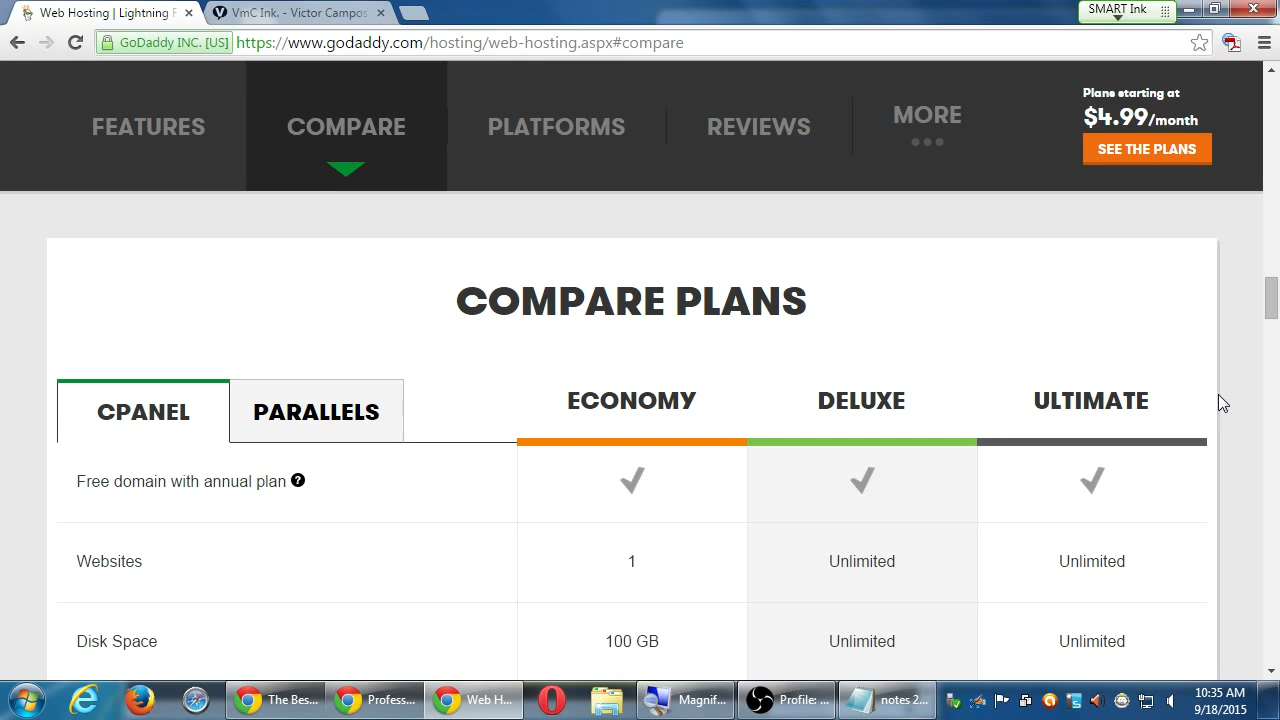 Web Hosting | Lightning F
VmC Ink. - Victor Campos
SMART Ink
GoDaddy INC. [US]
https://www.godaddy.com/hosting/web-hosting.aspx#compare
FEATURES
COMPARE
PLATFORMS
REVIEWS
MORE
Plans starting at
$4.99/month
SEE THE PLANS
COMPARE PLANS
CPANEL
PARALLELS
ECONOMY
DELUXE
ULTIMATE
Free domain with annual plan ?
Websites
1
Unlimited
Unlimited
Disk Space
100 GB
Unlimited
Unlimited
The Bes...
Profess...
Web H...
Magnif...
Profile: ...
notes 2...
10:35 AM
9/18/2015